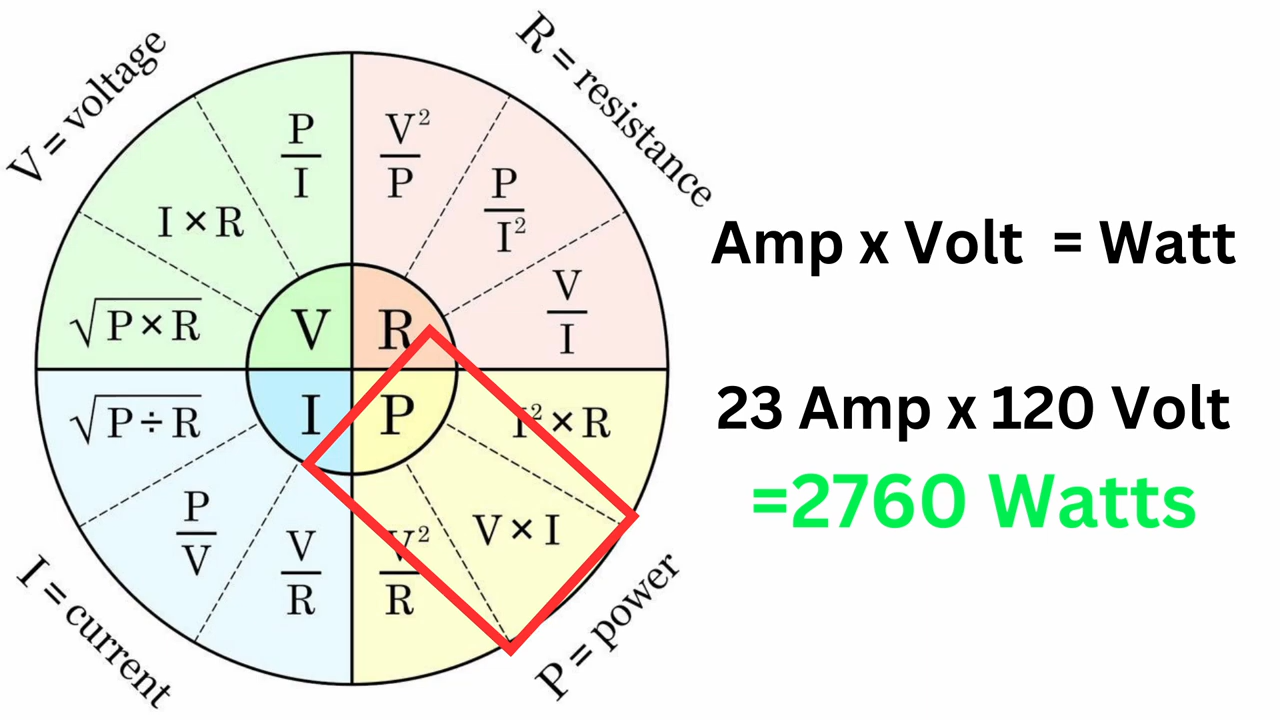 V = voltage
R = resistance
P/I
V²/P
P/I²
I × R
V/I
√P × R
V
R
I
P
√P ÷ R
I² × R
P/V
V/R
V²/R
V × I
I = current
P = power
Amp x Volt = Watt
23 Amp x 120 Volt
=2760 Watts